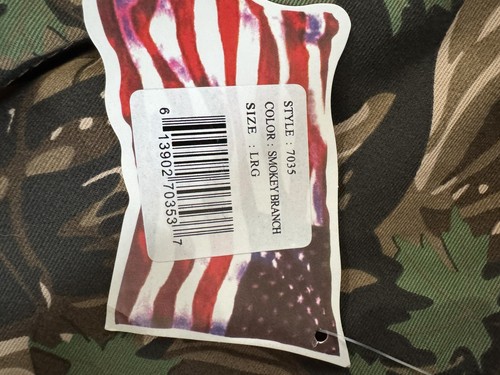 STYLE : 7035
COLOR : SMOKEY BRANCH
SIZE : LRG
6 13902 70353 7